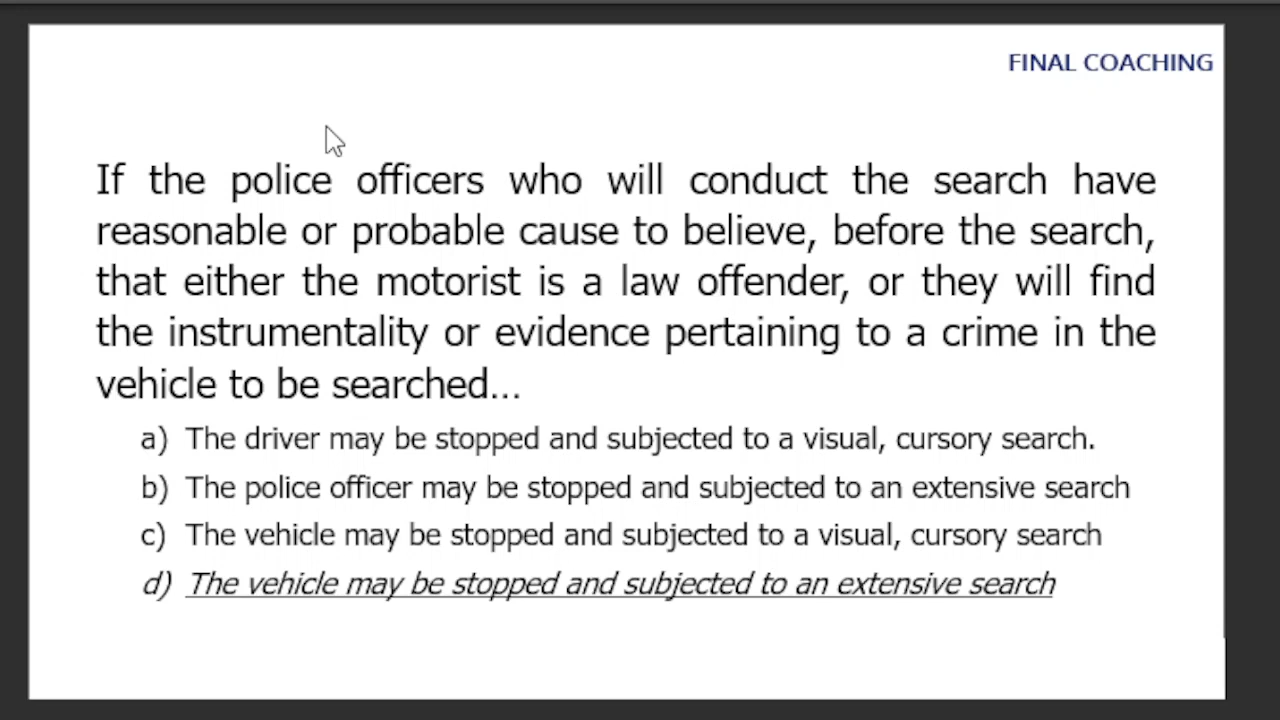 FINAL COACHING
If the police officers who will conduct the search have
reasonable or probable cause to believe, before the search,
that either the motorist is a law offender, or they will find
the instrumentality or evidence pertaining to a crime in the
vehicle to be searched...
a) The driver may be stopped and subjected to a visual, cursory search.
b) The police officer may be stopped and subjected to an extensive search
c) The vehicle may be stopped and subjected to a visual, cursory search
d) The vehicle may be stopped and subjected to an extensive search